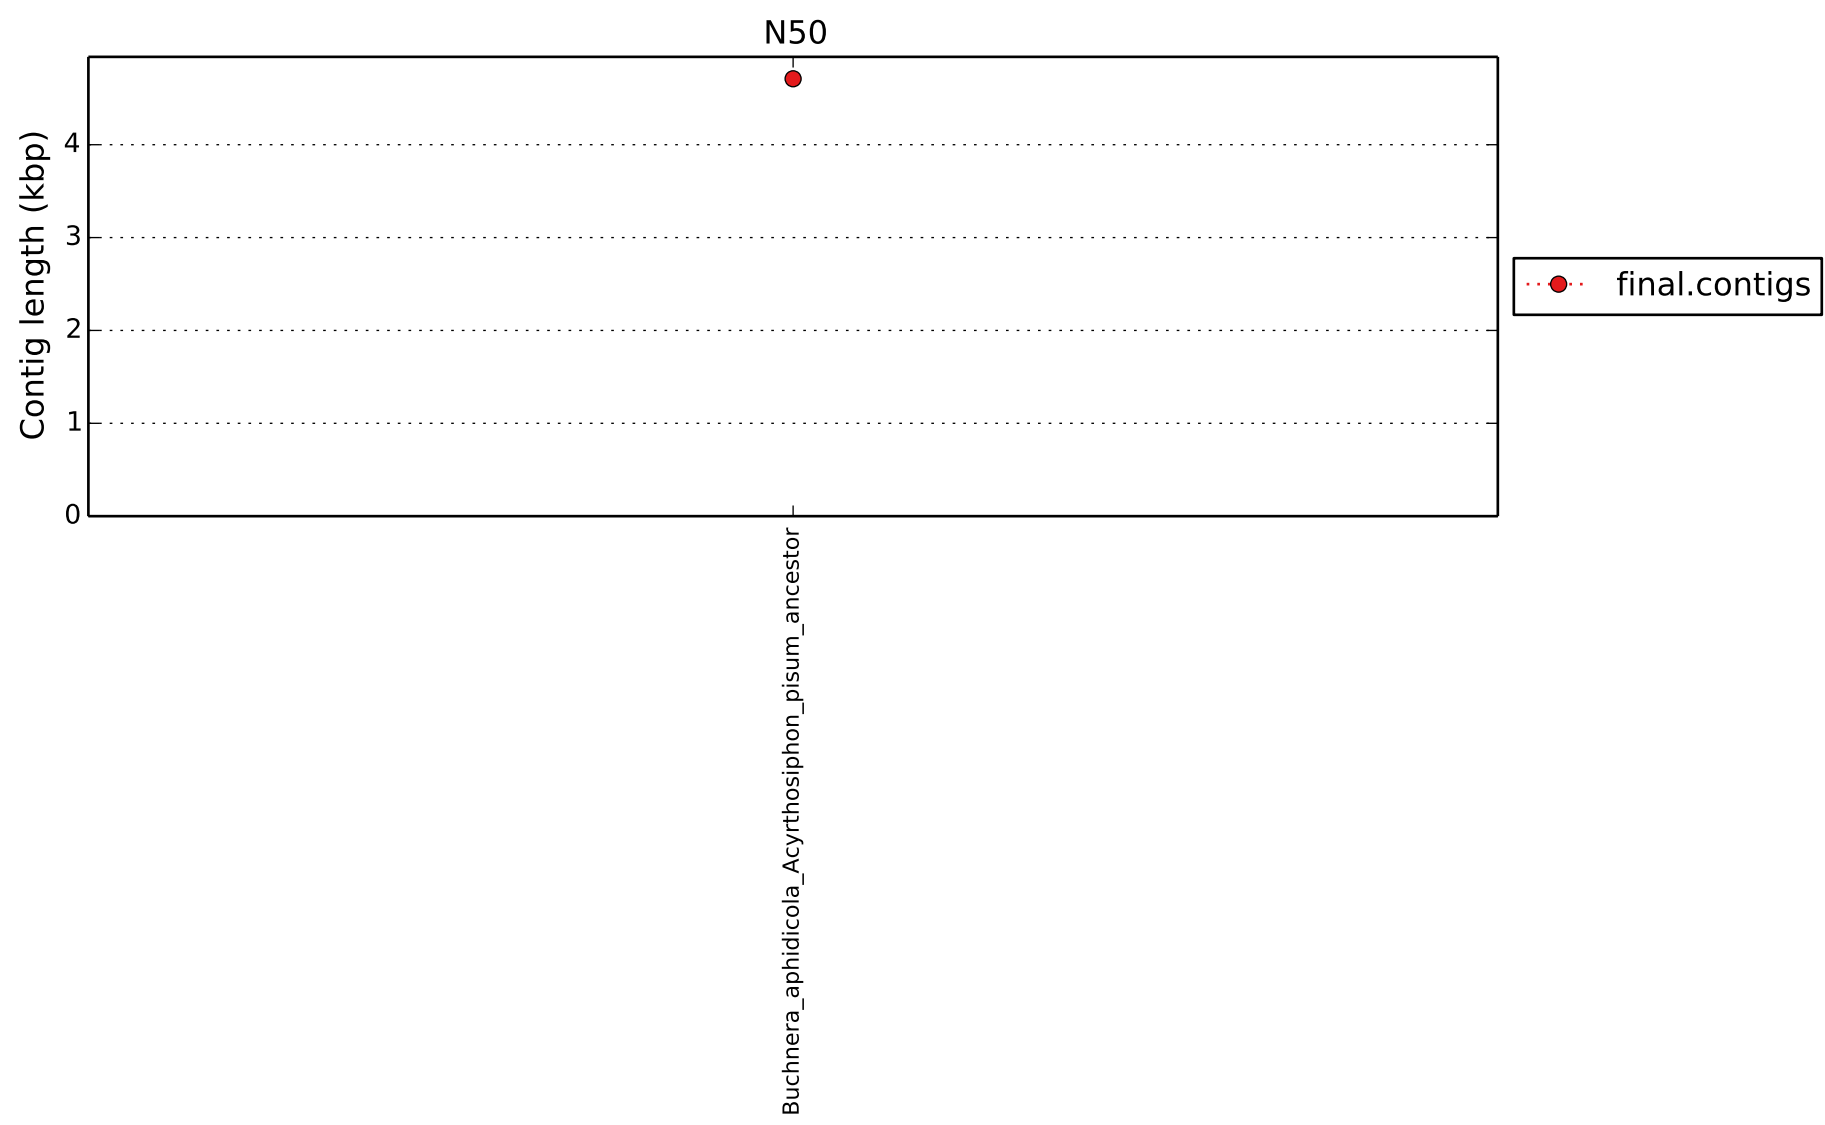 N50
Contig length (kbp)
4
3
2
1
0
final.contigs
Buchnera_aphidicola_Acyrthosiphon_pisum_ancestor